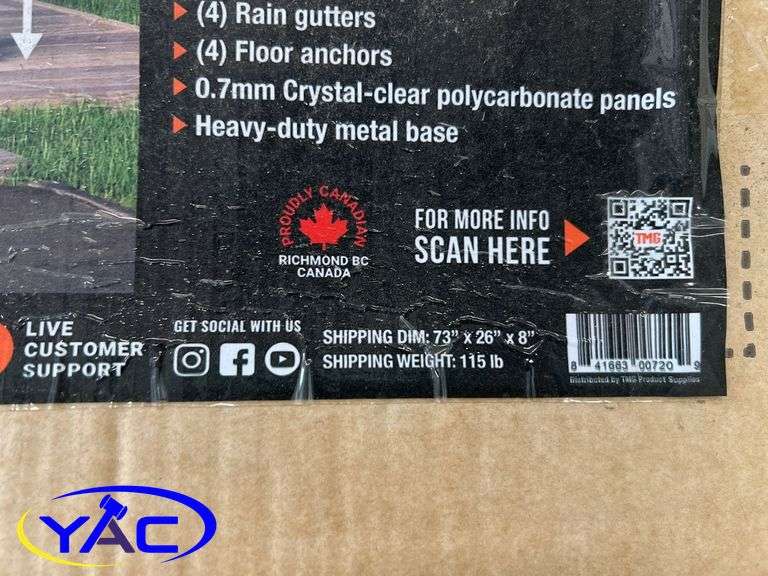 (4) Rain gutters
(4) Floor anchors
0.7mm Crystal-clear polycarbonate panels
Heavy-duty metal base
PROUDLY CANADIAN
RICHMOND BC
CANADA
FOR MORE INFO
SCAN HERE
TMG
LIVE
CUSTOMER
SUPPORT
GET SOCIAL WITH US
SHIPPING DIM: 73" x 26" x 8"
SHIPPING WEIGHT: 115 lb
8 41663 00720 9
Distributed by TMG Product Supplies
YAC